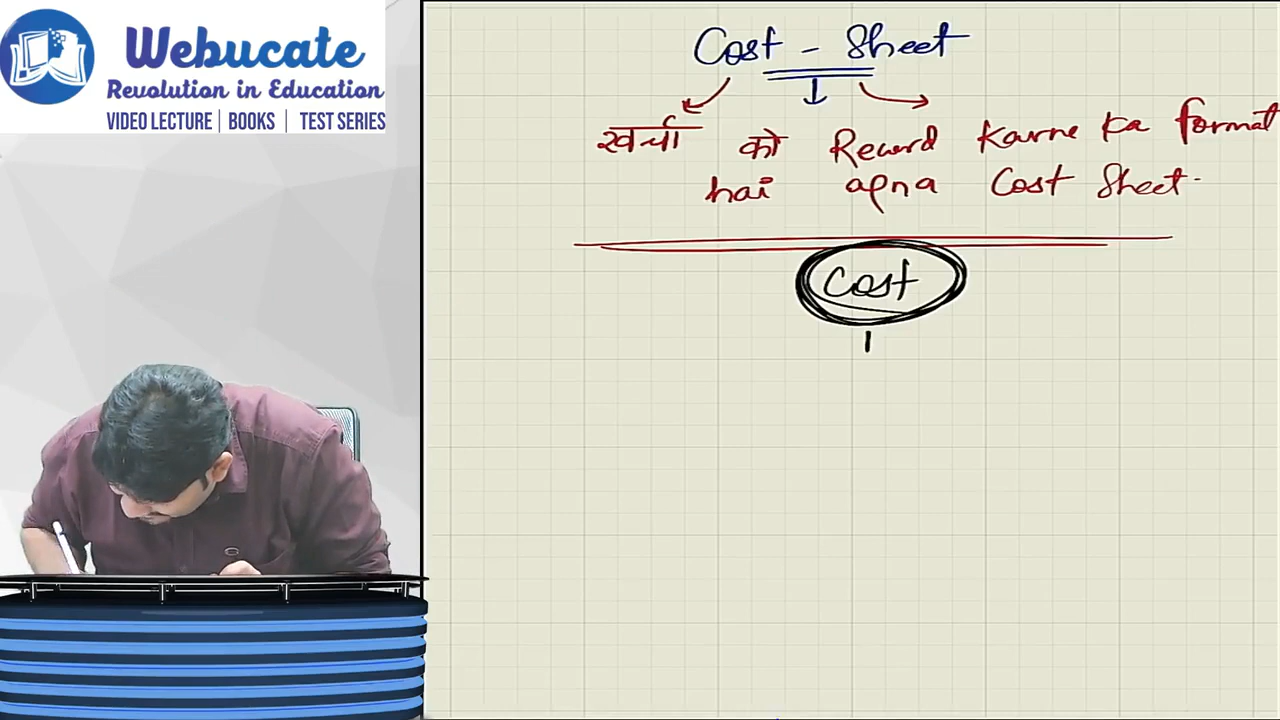 Webucate
Revolution in Education
VIDEO LECTURE | BOOKS | TEST SERIES
Cost - Sheet
खर्चा को Record Karne Ka format
hai apna Cost Sheet.
Cost